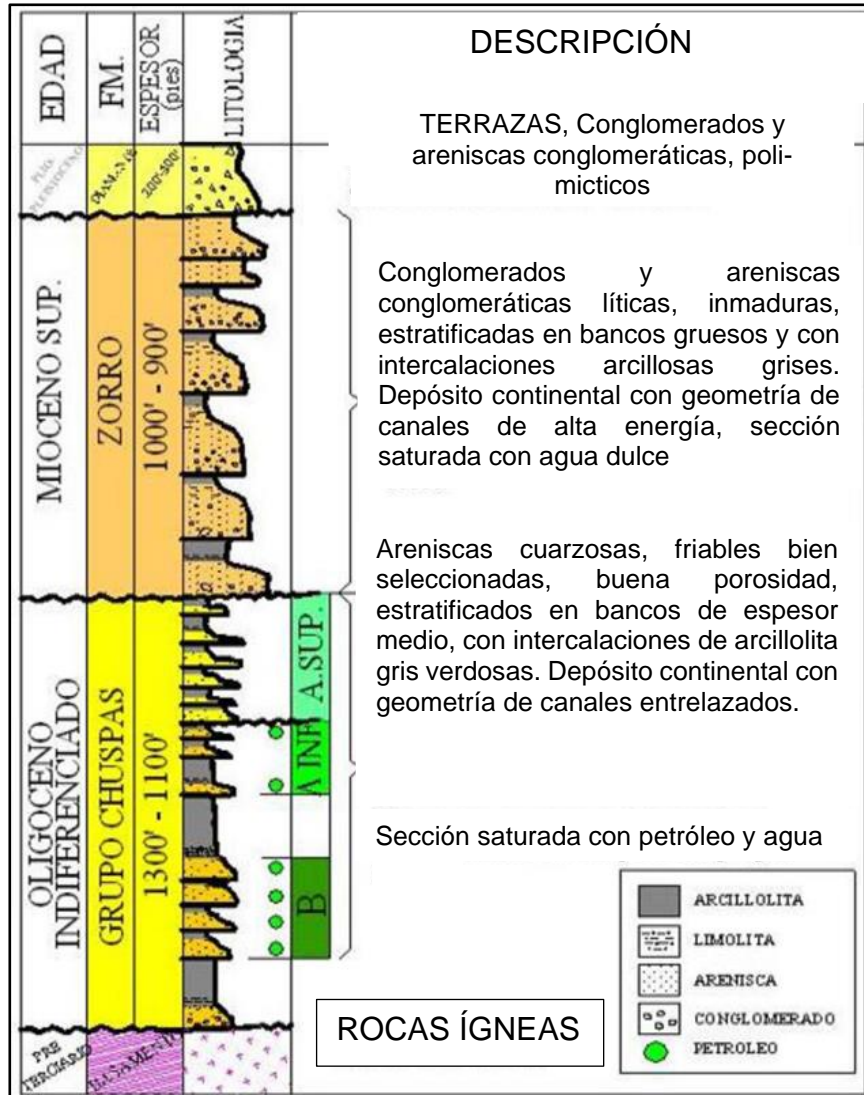 EDAD
FM.
ESPESOR
(pies)
LITOLOGIA
DESCRIPCIÓN
TERRAZAS, Conglomerados y
areniscas conglomeráticas, poli-
micticos
200'-300'
MIOCENO SUP.
ZORRO
1000' - 900'
Conglomerados y areniscas
conglomeráticas líticas, inmaduras,
estratificadas en bancos gruesos y con
intercalaciones arcillosas grises.
Depósito continental con geometría de
canales de alta energía, sección
saturada con agua dulce
OLIGOCENO
INDIFERENCIADO
GRUPO CHUSPAS
1300' - 1100'
A.SUP.
A INF
B
Areniscas cuarzosas, friables bien
seleccionadas, buena porosidad,
estratificados en bancos de espesor
medio, con intercalaciones de arcillolita
gris verdosas. Depósito continental con
geometría de canales entrelazados.
Sección saturada con petróleo y agua
PRE
TERCIARIO
BASAMENTO
ROCAS ÍGNEAS
ARCILLOLITA
LIMOLITA
ARENISCA
CONGLOMERADO
PETROLEO